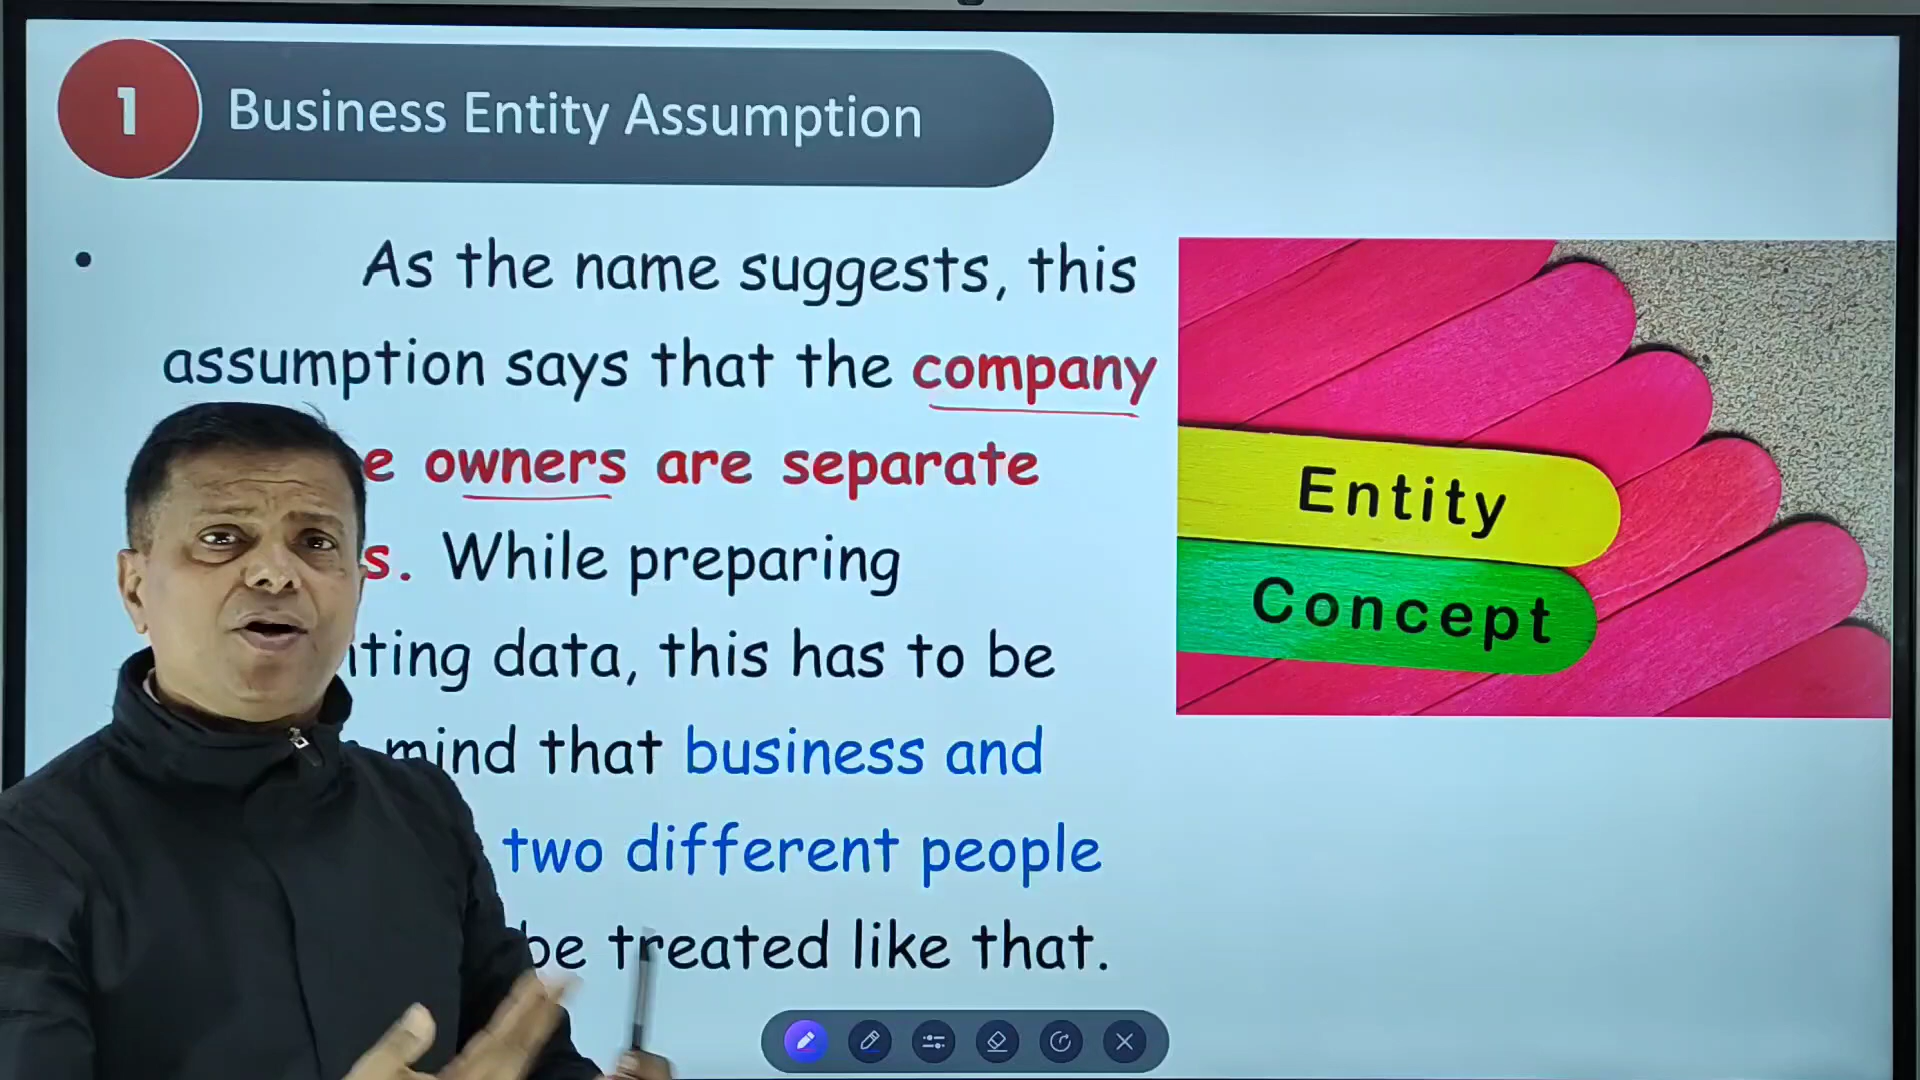 1
Business Entity Assumption
• As the name suggests, this
assumption says that the company
owners are separate
s. While preparing
ting data, this has to be
mind that business and
two different people
be treated like that.
Entity
Concept